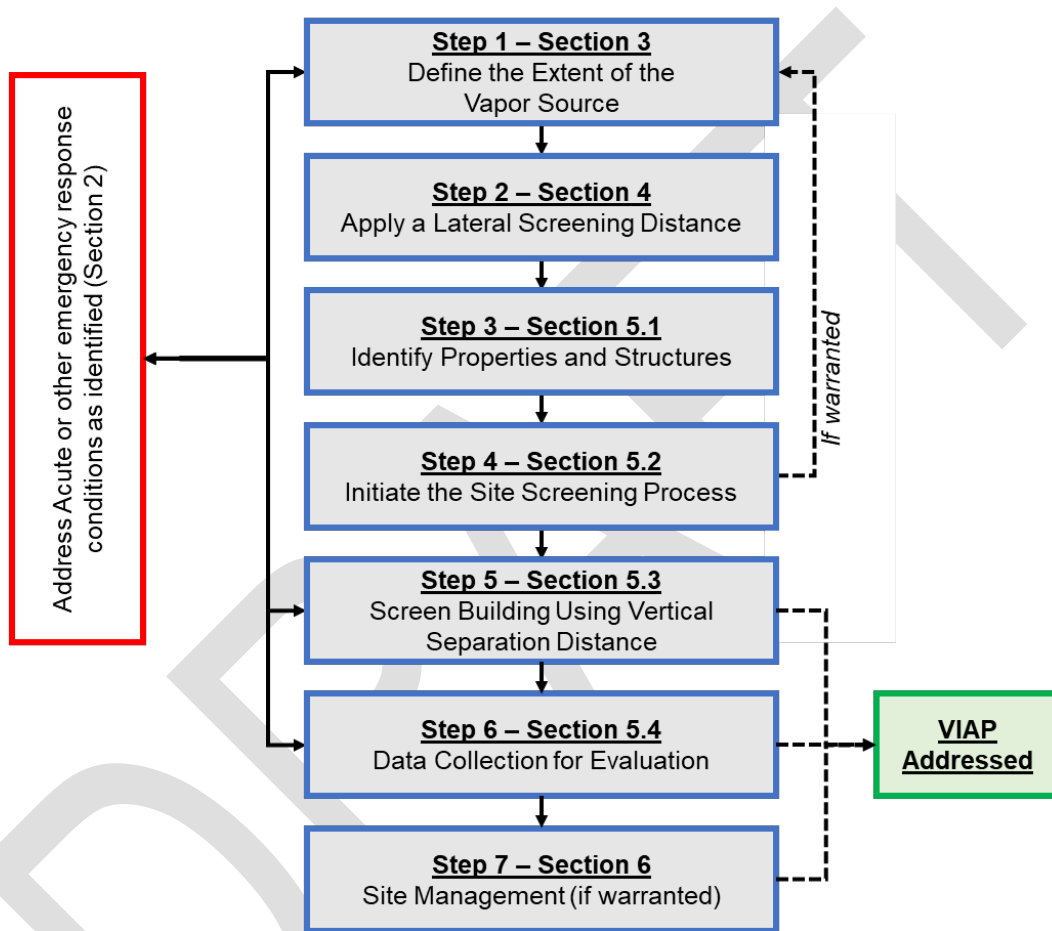 Address Acute or other emergency response
conditions as identified (Section 2)
Step 1 – Section 3
Define the Extent of the
Vapor Source
Step 2 – Section 4
Apply a Lateral Screening Distance
Step 3 – Section 5.1
Identify Properties and Structures
If warranted
Step 4 – Section 5.2
Initiate the Site Screening Process
Step 5 – Section 5.3
Screen Building Using Vertical
Separation Distance
Step 6 – Section 5.4
Data Collection for Evaluation
VIAP
Addressed
Step 7 – Section 6
Site Management (if warranted)
DRAFT